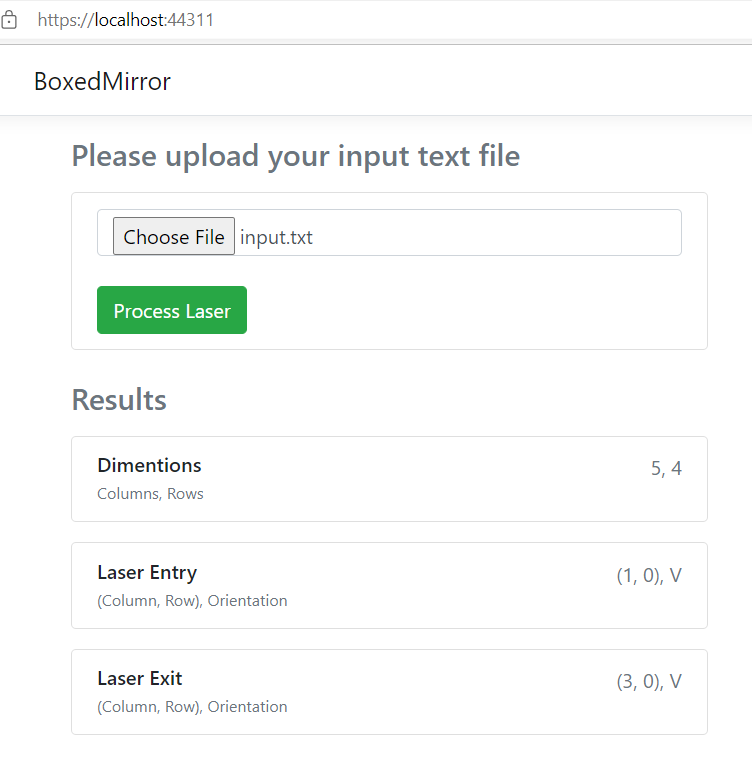 https://localhost:44311
BoxedMirror
Please upload your input text file
Choose File input.txt
Process Laser
Results
Dimentions 5, 4
Columns, Rows
Laser Entry (1, 0), V
(Column, Row), Orientation
Laser Exit (3, 0), V
(Column, Row), Orientation